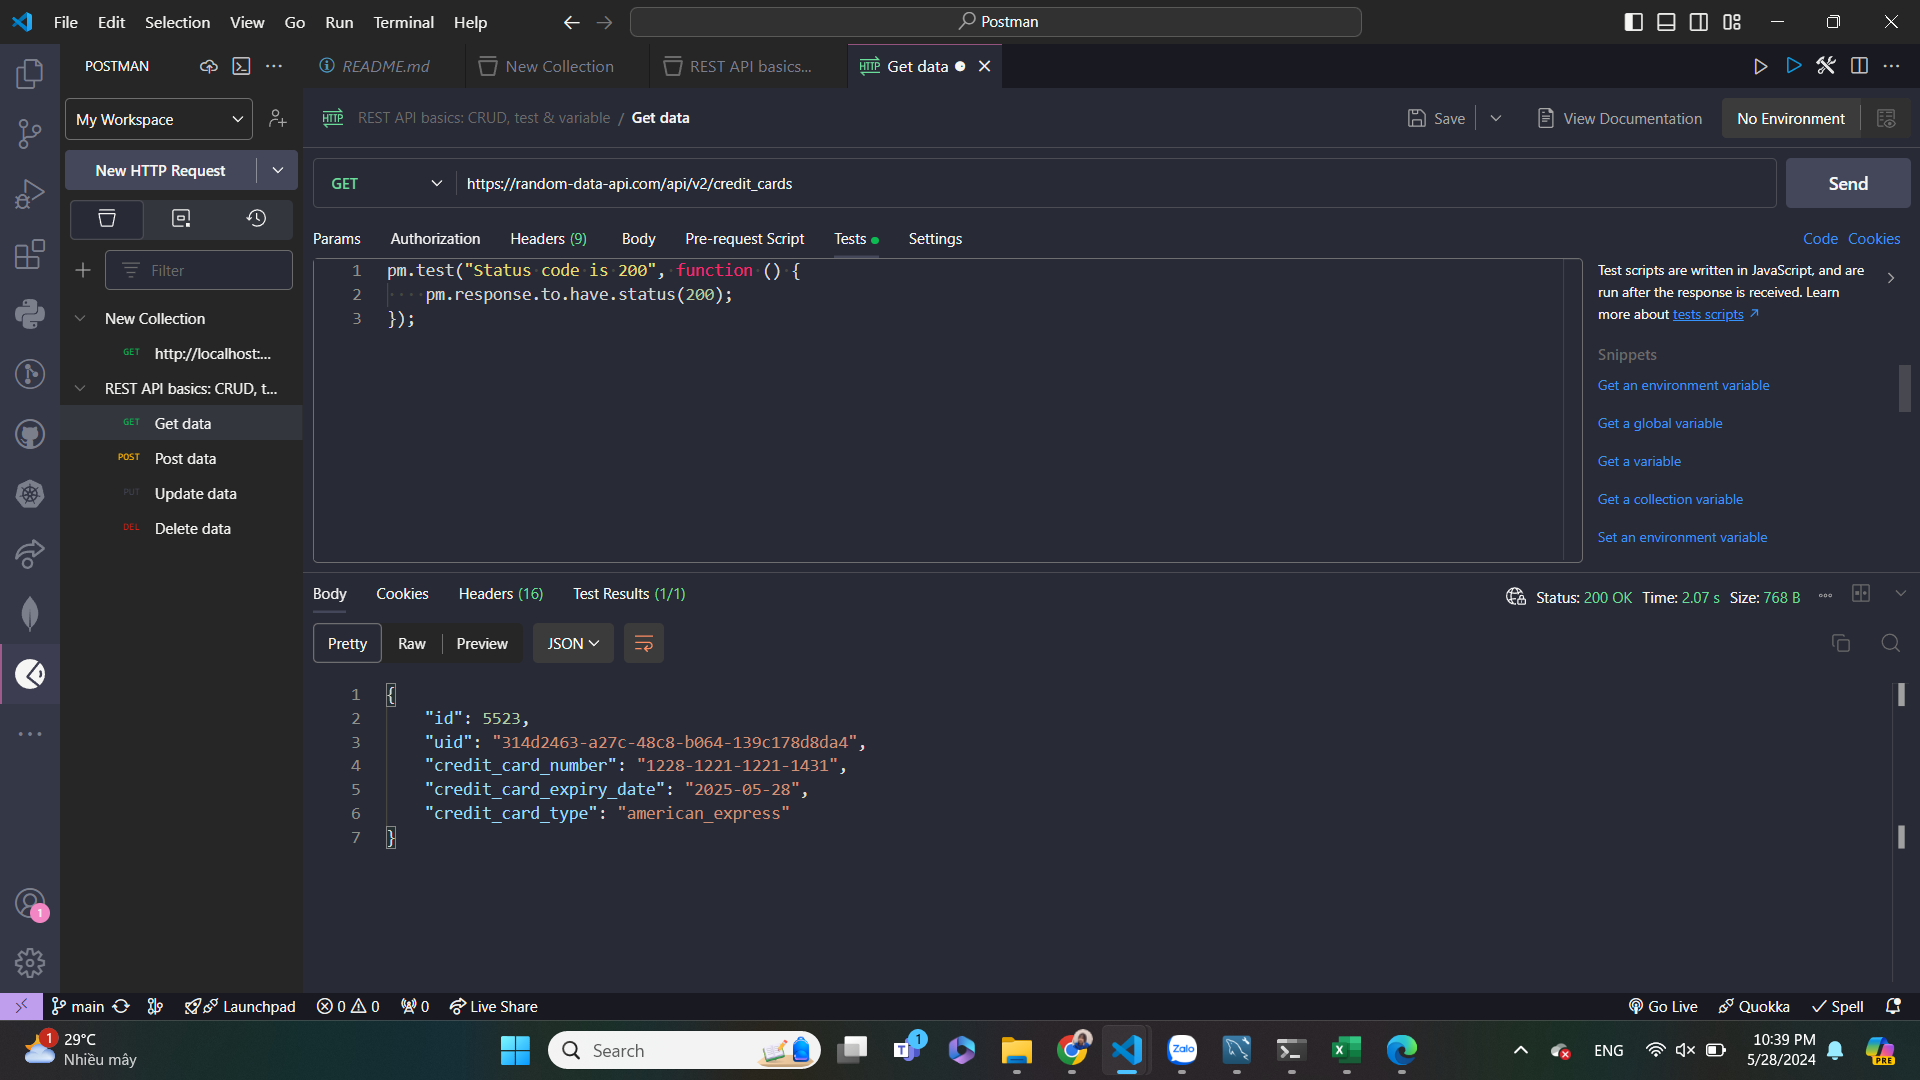 File Edit Selection View Go Run Terminal Help
Postman
POSTMAN
README.md
New Collection
REST API basics...
HTTP Get data
My Workspace
HTTP REST API basics: CRUD, test & variable / Get data
Save
View Documentation
No Environment
New HTTP Request
GET
https://random-data-api.com/api/v2/credit_cards
Send
Params Authorization Headers (9) Body Pre-request Script Tests Settings
Code Cookies
Filter
New Collection
GET http://localhost:...
REST API basics: CRUD, t...
GET Get data
POST Post data
PUT Update data
DEL Delete data
1 pm.test("Status code is 200", function () {
2 pm.response.to.have.status(200);
3 });
Test scripts are written in JavaScript, and are
run after the response is received. Learn
more about tests scripts
Snippets
Get an environment variable
Get a global variable
Get a variable
Get a collection variable
Set an environment variable
Body Cookies Headers (16) Test Results (1/1)
Status: 200 OK Time: 2.07 s Size: 768 B
Pretty Raw Preview JSON
1 {
2 "id": 5523,
3 "uid": "314d2463-a27c-48c8-b064-139c178d8da4",
4 "credit_card_number": "1228-1221-1221-1431",
5 "credit_card_expiry_date": "2025-05-28",
6 "credit_card_type": "american_express"
7 }
1
main Launchpad 0 0 0 Live Share
Go Live Quokka Spell
1
29°C
Nhiều mây
Search
T
1
Zalo
ENG
10:39 PM
5/28/2024
PRE